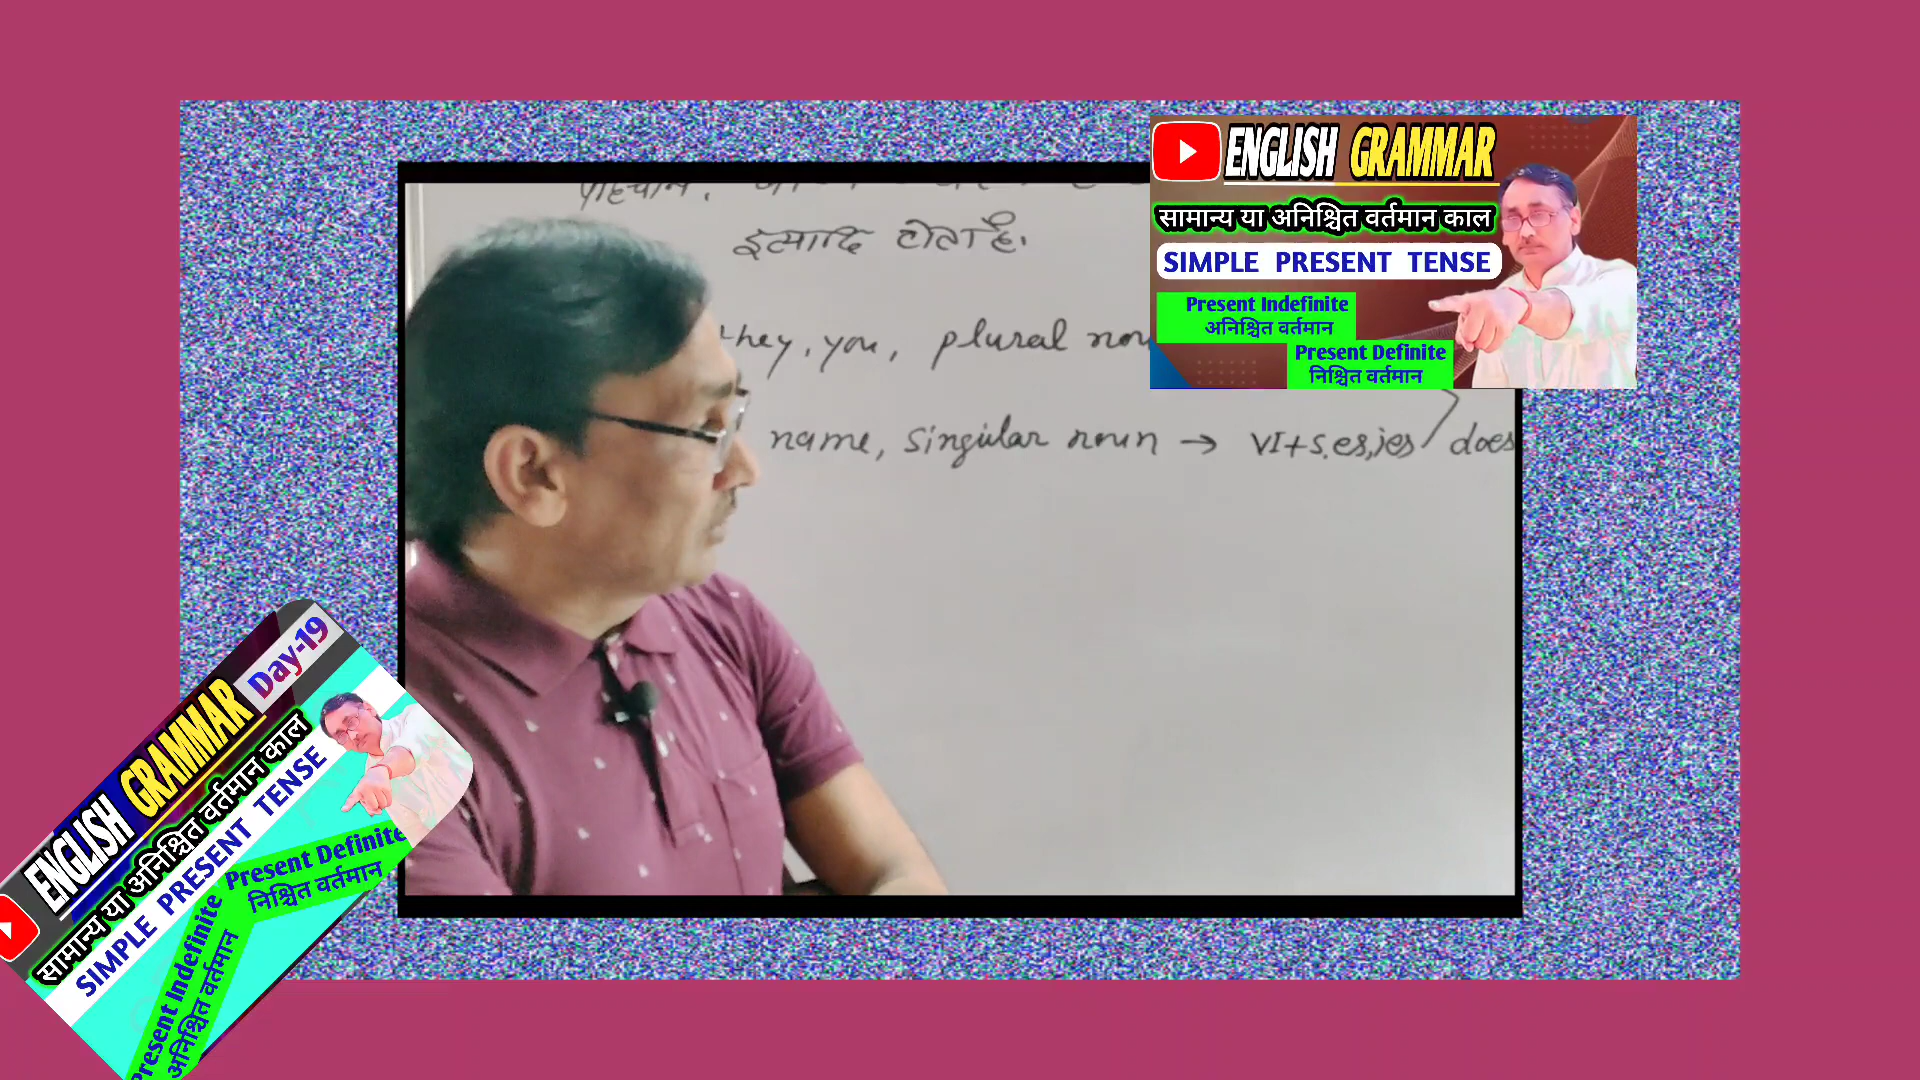 इत्यादि होता है.
they, you, plural nou
name, singular noun → VI+s.es,ies / does
ENGLISH GRAMMAR
सामान्य या अनिश्चित वर्तमान काल
SIMPLE PRESENT TENSE
Present Indefinite
अनिश्चित वर्तमान
Present Definite
निश्चित वर्तमान
Day-19
ENGLISH GRAMMAR
सामान्य या अनिश्चित वर्तमान काल
SIMPLE PRESENT TENSE
Present Definite
निश्चित वर्तमान
Present Indefinite
अनिश्चित वर्तमान